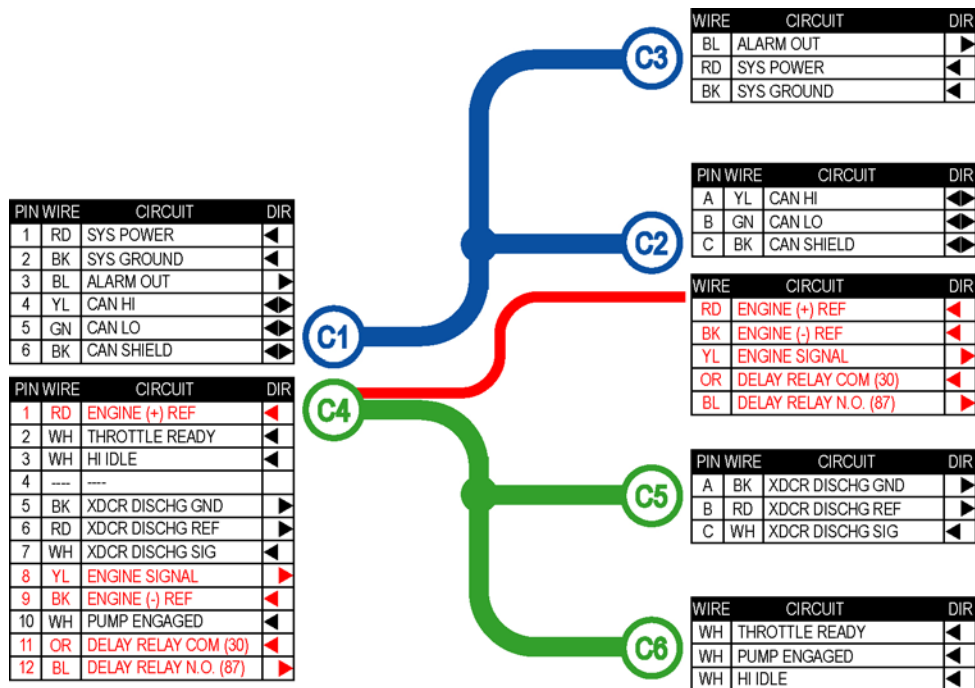 WIRE CIRCUIT DIR
BL ALARM OUT
RD SYS POWER
BK SYS GROUND
C3
PIN WIRE CIRCUIT DIR
A YL CAN HI
B GN CAN LO
C BK CAN SHIELD
C2
PIN WIRE CIRCUIT DIR
1 RD SYS POWER
2 BK SYS GROUND
3 BL ALARM OUT
4 YL CAN HI
5 GN CAN LO
6 BK CAN SHIELD
C1
WIRE CIRCUIT DIR
RD ENGINE (+) REF
BK ENGINE (-) REF
YL ENGINE SIGNAL
OR DELAY RELAY COM (30)
BL DELAY RELAY N.O. (87)
PIN WIRE CIRCUIT DIR
1 RD ENGINE (+) REF
2 WH THROTTLE READY
3 WH HI IDLE
4 ---- ----
5 BK XDCR DISCHG GND
6 RD XDCR DISCHG REF
7 WH XDCR DISCHG SIG
8 YL ENGINE SIGNAL
9 BK ENGINE (-) REF
10 WH PUMP ENGAGED
11 OR DELAY RELAY COM (30)
12 BL DELAY RELAY N.O. (87)
C4
C5
PIN WIRE CIRCUIT DIR
A BK XDCR DISCHG GND
B RD XDCR DISCHG REF
C WH XDCR DISCHG SIG
C6
WIRE CIRCUIT DIR
WH THROTTLE READY
WH PUMP ENGAGED
WH HI IDLE